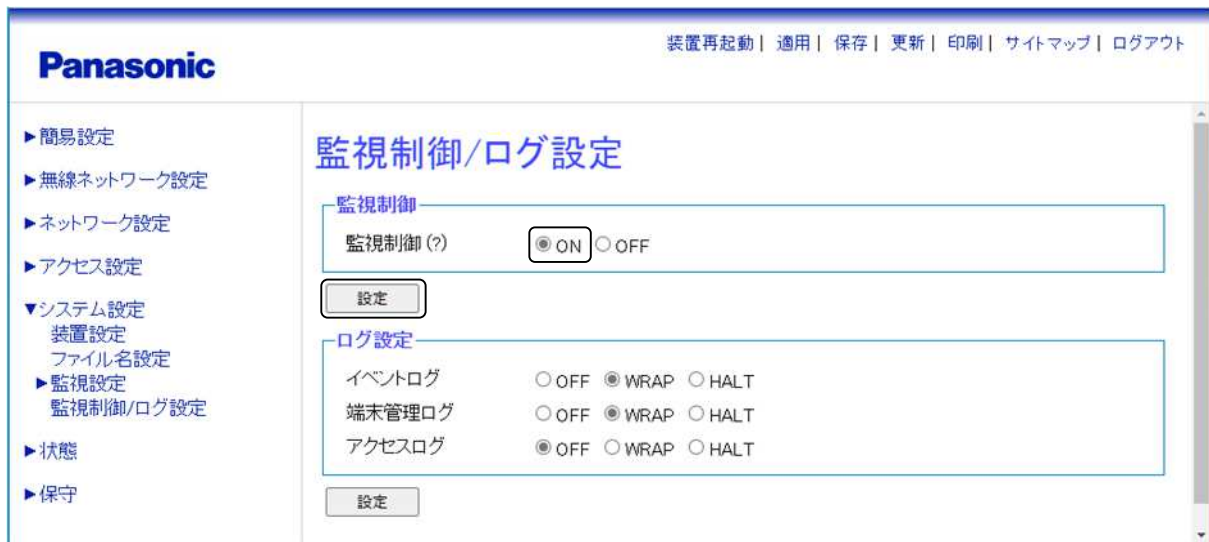 Panasonic
装置再起動| 適用| 保存| 更新| 印刷| サイトマップ| ログアウト
▶簡易設定
▶無線ネットワーク設定
▶ネットワーク設定
▶アクセス設定
▼システム設定
装置設定
ファイル名設定
▶監視設定
監視制御/ログ設定
▶状態
▶保守
監視制御/ログ設定
監視制御
監視制御(?) ON OFF
設定
ログ設定
イベントログ OFF WRAP HALT
端末管理ログ OFF WRAP HALT
アクセスログ OFF WRAP HALT
設定